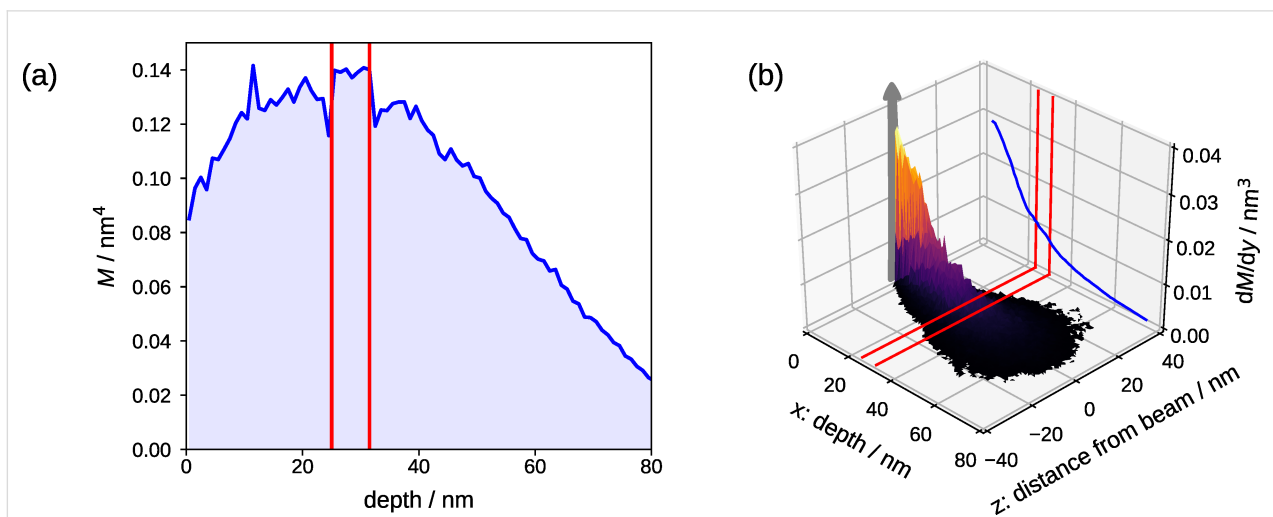 (a)
M / nm⁴
0.14
0.12
0.10
0.08
0.06
0.04
0.02
0.00
0 20 40 60 80
depth / nm
(b)
0.04
0.03
0.02
0.01
0.00
dM/dy / nm³
0 20 40 60 80
x: depth / nm
−40 −20 0 20 40
z: distance from beam / nm